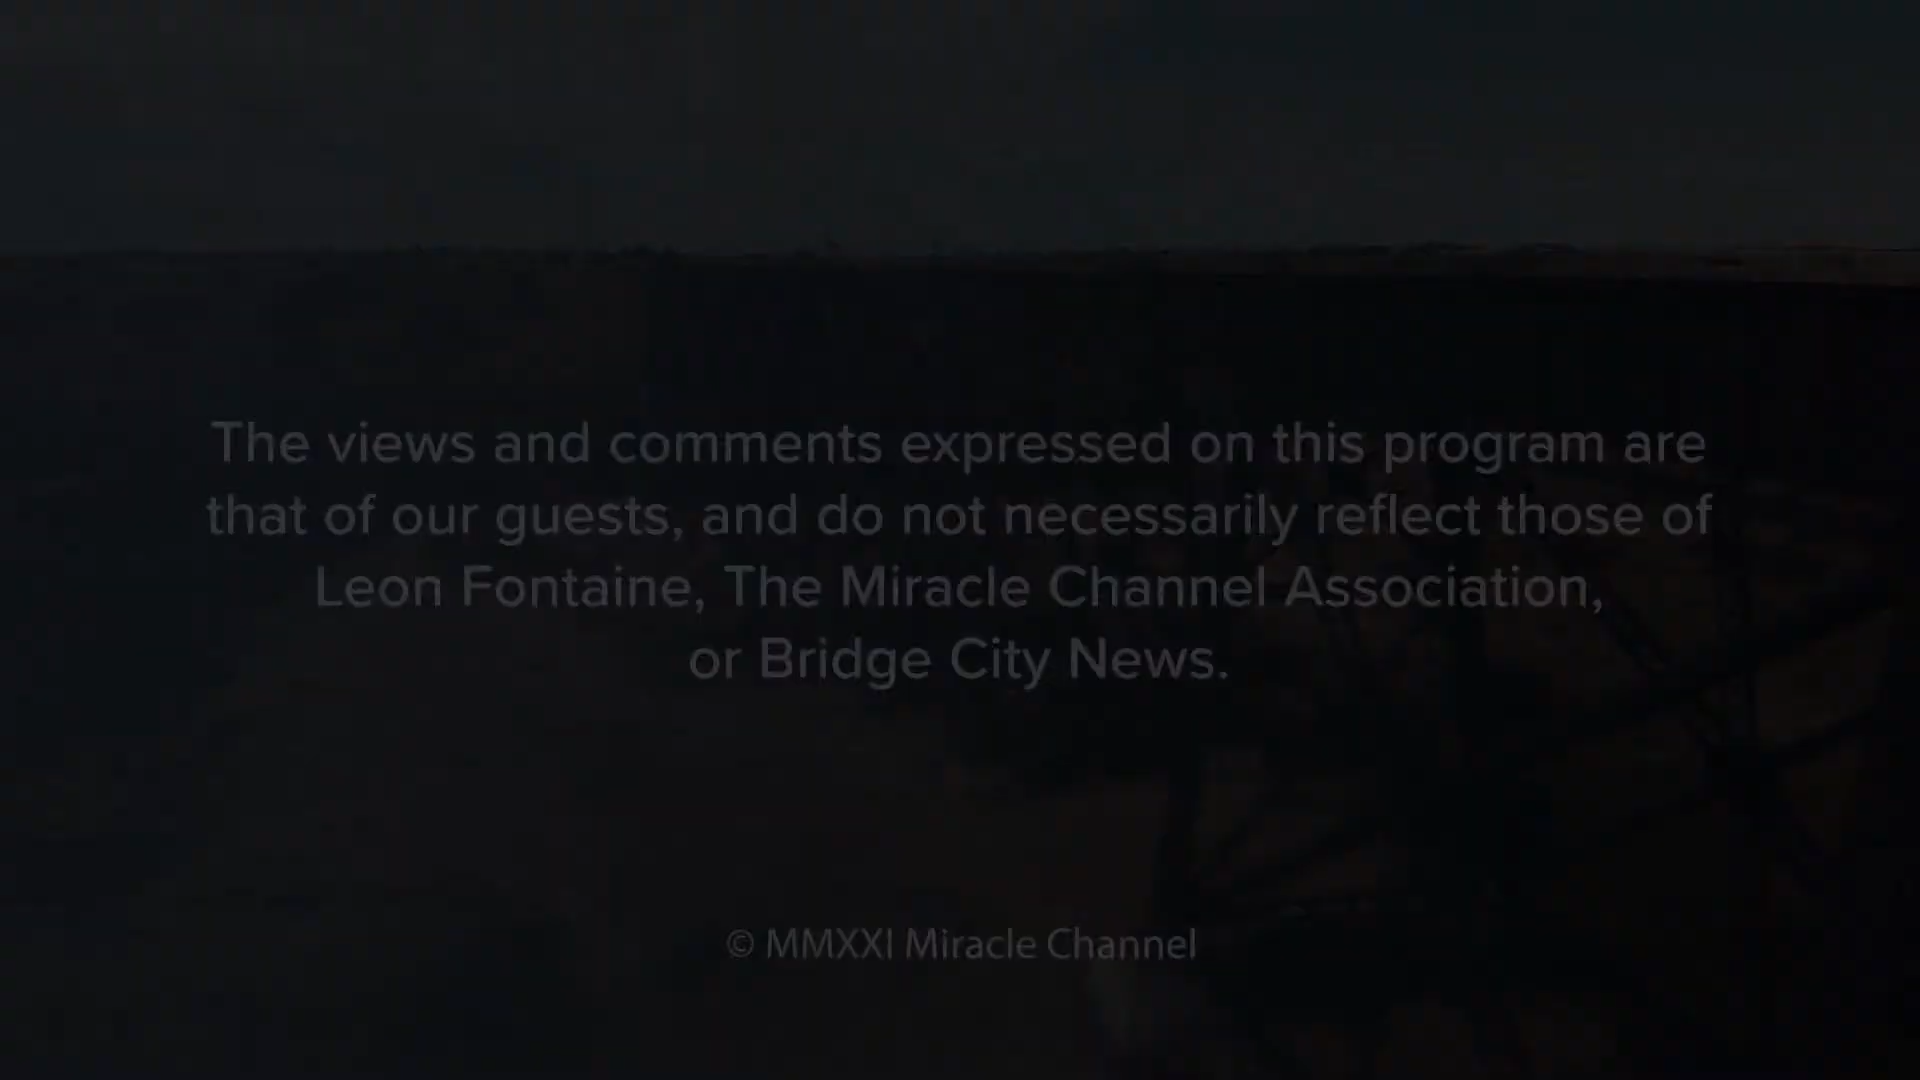 The views and comments expressed on this program are
that of our guests, and do not necessarily reflect those of
Leon Fontaine, The Miracle Channel Association,
or Bridge City News.
© MMXXI Miracle Channel